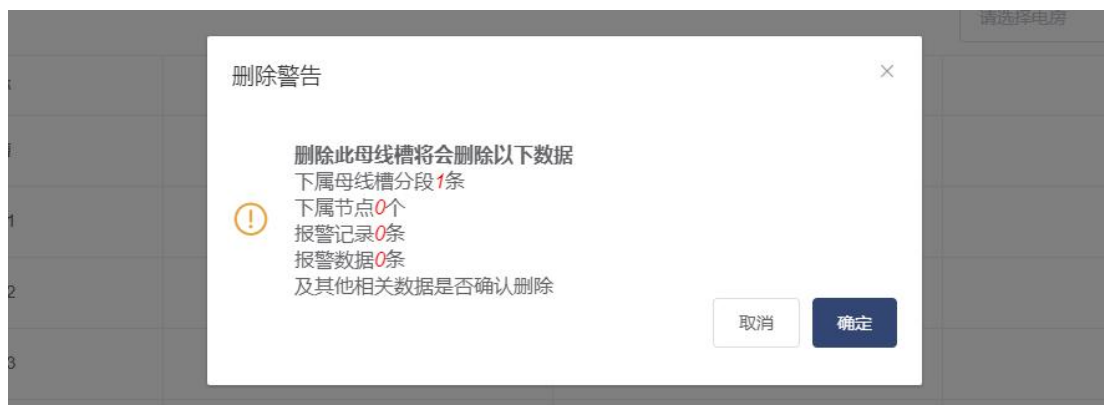 请选择电房
删除警告
删除此母线槽将会删除以下数据
下属母线槽分段1条
下属节点0个
报警记录0条
报警数据0条
及其他相关数据是否确认删除
取消
确定
1
2
3